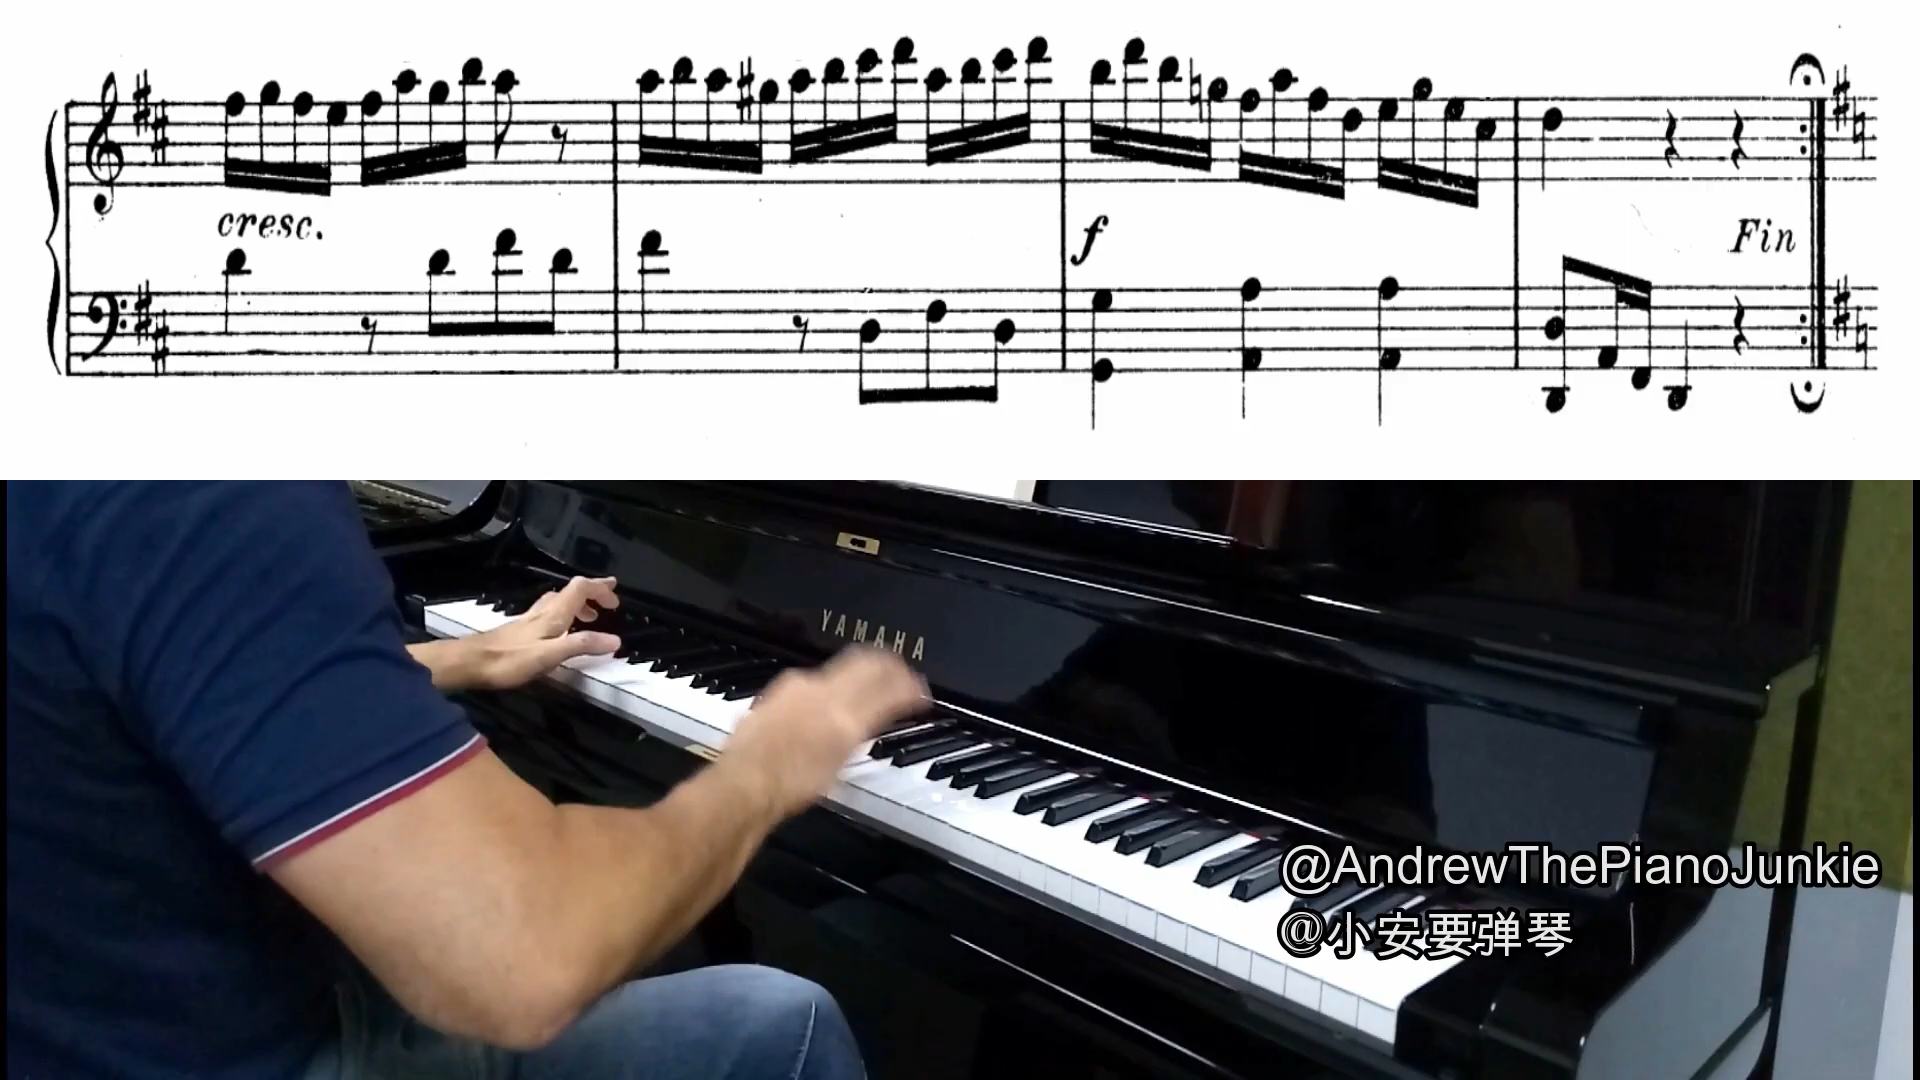 cresc.
f
Fin
YAMAHA
@AndrewThePianoJunkie
@小安要弹琴